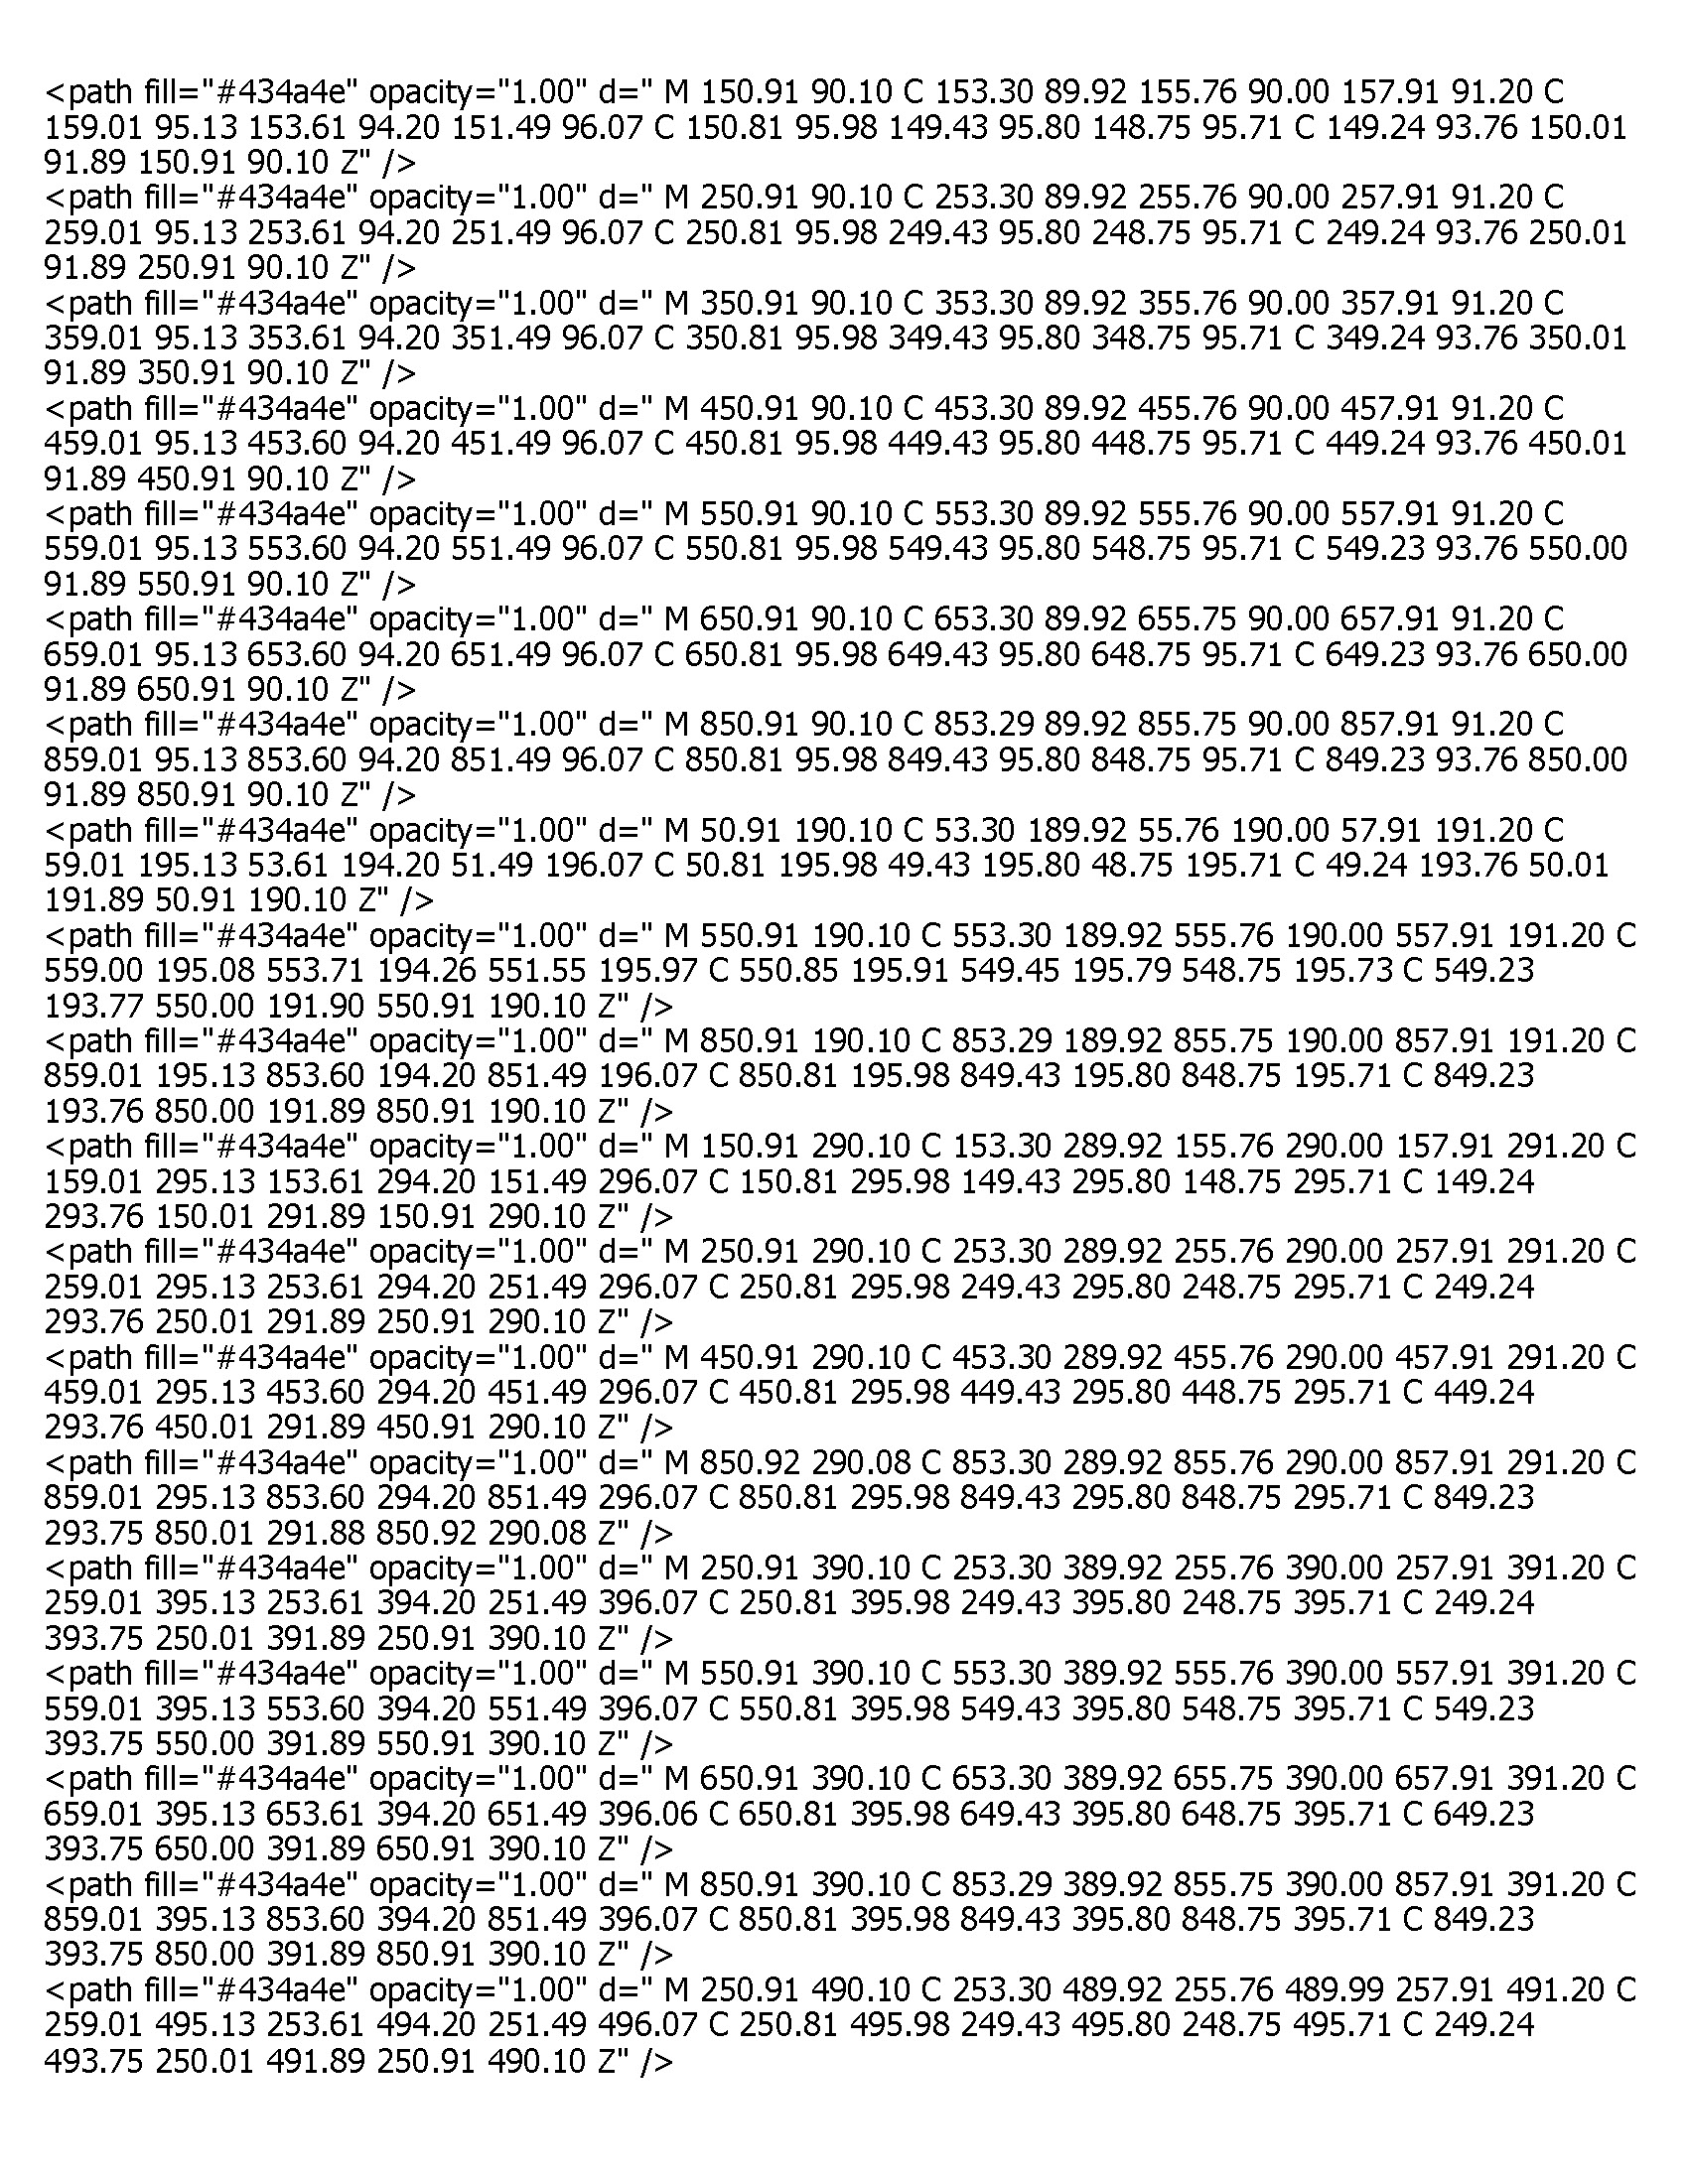 <path fill="#434a4e" opacity="1.00" d=" M 150.91 90.10 C 153.30 89.92 155.76 90.00 157.91 91.20 C
159.01 95.13 153.61 94.20 151.49 96.07 C 150.81 95.98 149.43 95.80 148.75 95.71 C 149.24 93.76 150.01
91.89 150.91 90.10 Z" />
<path fill="#434a4e" opacity="1.00" d=" M 250.91 90.10 C 253.30 89.92 255.76 90.00 257.91 91.20 C
259.01 95.13 253.61 94.20 251.49 96.07 C 250.81 95.98 249.43 95.80 248.75 95.71 C 249.24 93.76 250.01
91.89 250.91 90.10 Z" />
<path fill="#434a4e" opacity="1.00" d=" M 350.91 90.10 C 353.30 89.92 355.76 90.00 357.91 91.20 C
359.01 95.13 353.61 94.20 351.49 96.07 C 350.81 95.98 349.43 95.80 348.75 95.71 C 349.24 93.76 350.01
91.89 350.91 90.10 Z" />
<path fill="#434a4e" opacity="1.00" d=" M 450.91 90.10 C 453.30 89.92 455.76 90.00 457.91 91.20 C
459.01 95.13 453.60 94.20 451.49 96.07 C 450.81 95.98 449.43 95.80 448.75 95.71 C 449.24 93.76 450.01
91.89 450.91 90.10 Z" />
<path fill="#434a4e" opacity="1.00" d=" M 550.91 90.10 C 553.30 89.92 555.76 90.00 557.91 91.20 C
559.01 95.13 553.60 94.20 551.49 96.07 C 550.81 95.98 549.43 95.80 548.75 95.71 C 549.23 93.76 550.00
91.89 550.91 90.10 Z" />
<path fill="#434a4e" opacity="1.00" d=" M 650.91 90.10 C 653.30 89.92 655.75 90.00 657.91 91.20 C
659.01 95.13 653.60 94.20 651.49 96.07 C 650.81 95.98 649.43 95.80 648.75 95.71 C 649.23 93.76 650.00
91.89 650.91 90.10 Z" />
<path fill="#434a4e" opacity="1.00" d=" M 850.91 90.10 C 853.29 89.92 855.75 90.00 857.91 91.20 C
859.01 95.13 853.60 94.20 851.49 96.07 C 850.81 95.98 849.43 95.80 848.75 95.71 C 849.23 93.76 850.00
91.89 850.91 90.10 Z" />
<path fill="#434a4e" opacity="1.00" d=" M 50.91 190.10 C 53.30 189.92 55.76 190.00 57.91 191.20 C
59.01 195.13 53.61 194.20 51.49 196.07 C 50.81 195.98 49.43 195.80 48.75 195.71 C 49.24 193.76 50.01
191.89 50.91 190.10 Z" />
<path fill="#434a4e" opacity="1.00" d=" M 550.91 190.10 C 553.30 189.92 555.76 190.00 557.91 191.20 C
559.00 195.08 553.71 194.26 551.55 195.97 C 550.85 195.91 549.45 195.79 548.75 195.73 C 549.23
193.77 550.00 191.90 550.91 190.10 Z" />
<path fill="#434a4e" opacity="1.00" d=" M 850.91 190.10 C 853.29 189.92 855.75 190.00 857.91 191.20 C
859.01 195.13 853.60 194.20 851.49 196.07 C 850.81 195.98 849.43 195.80 848.75 195.71 C 849.23
193.76 850.00 191.89 850.91 190.10 Z" />
<path fill="#434a4e" opacity="1.00" d=" M 150.91 290.10 C 153.30 289.92 155.76 290.00 157.91 291.20 C
159.01 295.13 153.61 294.20 151.49 296.07 C 150.81 295.98 149.43 295.80 148.75 295.71 C 149.24
293.76 150.01 291.89 150.91 290.10 Z" />
<path fill="#434a4e" opacity="1.00" d=" M 250.91 290.10 C 253.30 289.92 255.76 290.00 257.91 291.20 C
259.01 295.13 253.61 294.20 251.49 296.07 C 250.81 295.98 249.43 295.80 248.75 295.71 C 249.24
293.76 250.01 291.89 250.91 290.10 Z" />
<path fill="#434a4e" opacity="1.00" d=" M 450.91 290.10 C 453.30 289.92 455.76 290.00 457.91 291.20 C
459.01 295.13 453.60 294.20 451.49 296.07 C 450.81 295.98 449.43 295.80 448.75 295.71 C 449.24
293.76 450.01 291.89 450.91 290.10 Z" />
<path fill="#434a4e" opacity="1.00" d=" M 850.92 290.08 C 853.30 289.92 855.76 290.00 857.91 291.20 C
859.01 295.13 853.60 294.20 851.49 296.07 C 850.81 295.98 849.43 295.80 848.75 295.71 C 849.23
293.75 850.01 291.88 850.92 290.08 Z" />
<path fill="#434a4e" opacity="1.00" d=" M 250.91 390.10 C 253.30 389.92 255.76 390.00 257.91 391.20 C
259.01 395.13 253.61 394.20 251.49 396.07 C 250.81 395.98 249.43 395.80 248.75 395.71 C 249.24
393.75 250.01 391.89 250.91 390.10 Z" />
<path fill="#434a4e" opacity="1.00" d=" M 550.91 390.10 C 553.30 389.92 555.76 390.00 557.91 391.20 C
559.01 395.13 553.60 394.20 551.49 396.07 C 550.81 395.98 549.43 395.80 548.75 395.71 C 549.23
393.75 550.00 391.89 550.91 390.10 Z" />
<path fill="#434a4e" opacity="1.00" d=" M 650.91 390.10 C 653.30 389.92 655.75 390.00 657.91 391.20 C
659.01 395.13 653.61 394.20 651.49 396.06 C 650.81 395.98 649.43 395.80 648.75 395.71 C 649.23
393.75 650.00 391.89 650.91 390.10 Z" />
<path fill="#434a4e" opacity="1.00" d=" M 850.91 390.10 C 853.29 389.92 855.75 390.00 857.91 391.20 C
859.01 395.13 853.60 394.20 851.49 396.07 C 850.81 395.98 849.43 395.80 848.75 395.71 C 849.23
393.75 850.00 391.89 850.91 390.10 Z" />
<path fill="#434a4e" opacity="1.00" d=" M 250.91 490.10 C 253.30 489.92 255.76 489.99 257.91 491.20 C
259.01 495.13 253.61 494.20 251.49 496.07 C 250.81 495.98 249.43 495.80 248.75 495.71 C 249.24
493.75 250.01 491.89 250.91 490.10 Z" />